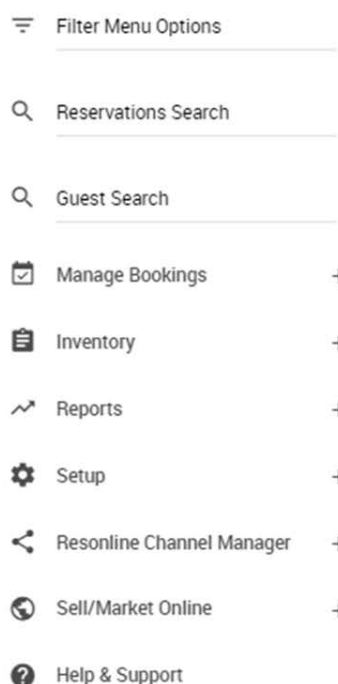 Filter Menu Options
Reservations Search
Guest Search
Manage Bookings
Inventory
Reports
Setup
Resonline Channel Manager
Sell/Market Online
Help & Support